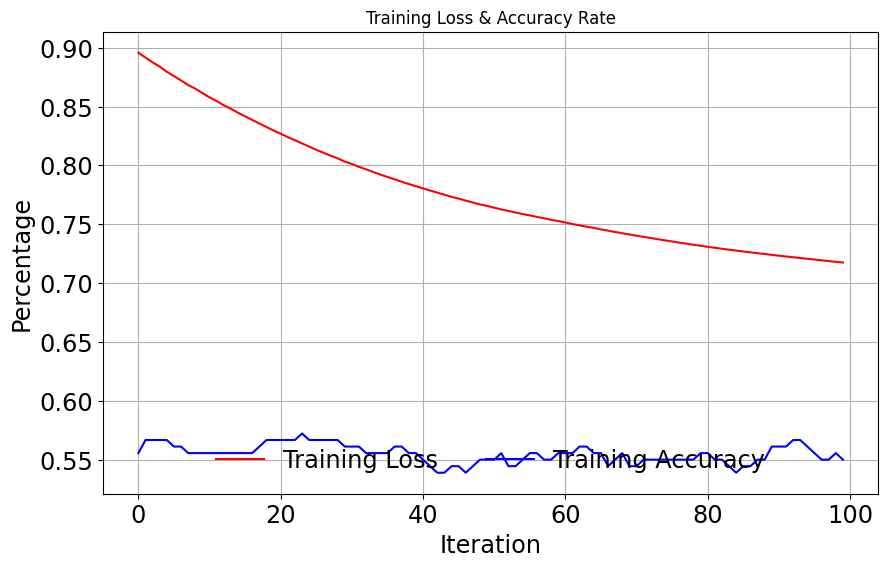 Training Loss & Accuracy Rate
Percentage
0.90
0.85
0.80
0.75
0.70
0.65
0.60
0.55
Training Loss Training Accuracy
0 20 40 60 80 100
Iteration